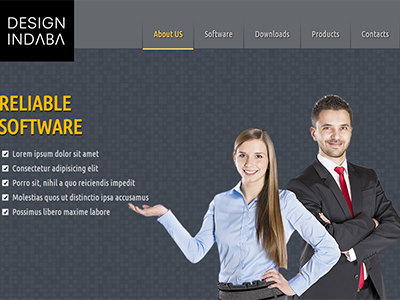 DESIGN
INDABA
About US Software Downloads Products Contacts
RELIABLE
SOFTWARE
Lorem ipsum dolor sit amet
Consectetur adipisicing elit
Porro sit, nihil a quo reiciendis impedit
Molestias quos ut distinctio ipsa accusamus
Possimus libero maxime labore